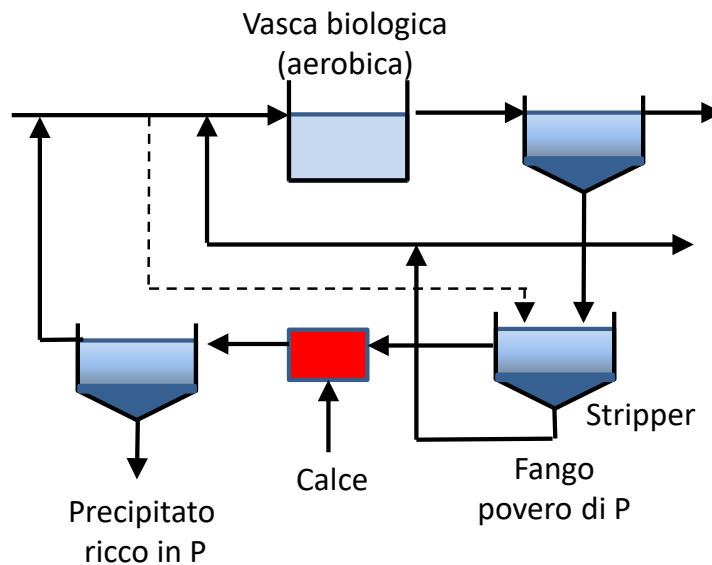 Vasca biologica
(aerobica)
Stripper
Calce
Fango
povero di P
Precipitato
ricco in P